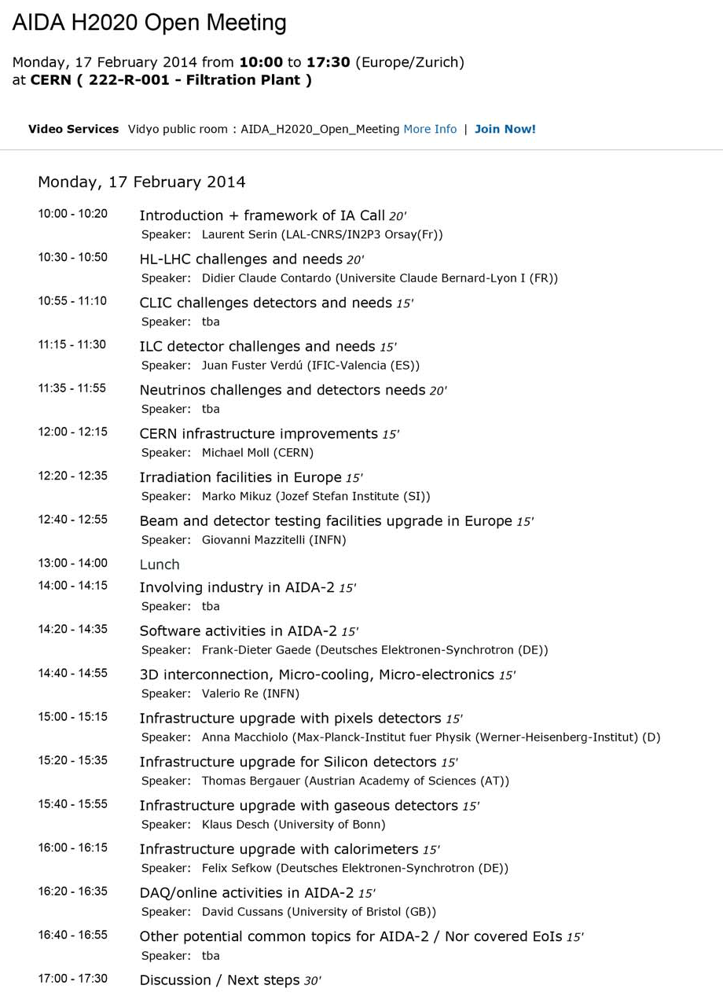 AIDA H2020 Open Meeting
Monday, 17 February 2014 from 10:00 to 17:30 (Europe/Zurich)
at CERN ( 222-R-001 - Filtration Plant )
Video Services Vidyo public room : AIDA_H2020_Open_Meeting More Info | Join Now!
Monday, 17 February 2014
10:00 - 10:20 Introduction + framework of IA Call 20'
Speaker: Laurent Serin (LAL-CNRS/IN2P3 Orsay(Fr))
10:30 - 10:50 HL-LHC challenges and needs 20'
Speaker: Didier Claude Contardo (Universite Claude Bernard-Lyon I (FR))
10:55 - 11:10 CLIC challenges detectors and needs 15'
Speaker: tba
11:15 - 11:30 ILC detector challenges and needs 15'
Speaker: Juan Fuster Verdú (IFIC-Valencia (ES))
11:35 - 11:55 Neutrinos challenges and detectors needs 20'
Speaker: tba
12:00 - 12:15 CERN infrastructure improvements 15'
Speaker: Michael Moll (CERN)
12:20 - 12:35 Irradiation facilities in Europe 15'
Speaker: Marko Mikuz (Jozef Stefan Institute (SI))
12:40 - 12:55 Beam and detector testing facilities upgrade in Europe 15'
Speaker: Giovanni Mazzitelli (INFN)
13:00 - 14:00 Lunch
14:00 - 14:15 Involving industry in AIDA-2 15'
Speaker: tba
14:20 - 14:35 Software activities in AIDA-2 15'
Speaker: Frank-Dieter Gaede (Deutsches Elektronen-Synchrotron (DE))
14:40 - 14:55 3D interconnection, Micro-cooling, Micro-electronics 15'
Speaker: Valerio Re (INFN)
15:00 - 15:15 Infrastructure upgrade with pixels detectors 15'
Speaker: Anna Macchiolo (Max-Planck-Institut fuer Physik (Werner-Heisenberg-Institut) (D)
15:20 - 15:35 Infrastructure upgrade for Silicon detectors 15'
Speaker: Thomas Bergauer (Austrian Academy of Sciences (AT))
15:40 - 15:55 Infrastructure upgrade with gaseous detectors 15'
Speaker: Klaus Desch (University of Bonn)
16:00 - 16:15 Infrastructure upgrade with calorimeters 15'
Speaker: Felix Sefkow (Deutsches Elektronen-Synchrotron (DE))
16:20 - 16:35 DAQ/online activities in AIDA-2 15'
Speaker: David Cussans (University of Bristol (GB))
16:40 - 16:55 Other potential common topics for AIDA-2 / Nor covered EoIs 15'
Speaker: tba
17:00 - 17:30 Discussion / Next steps 30'